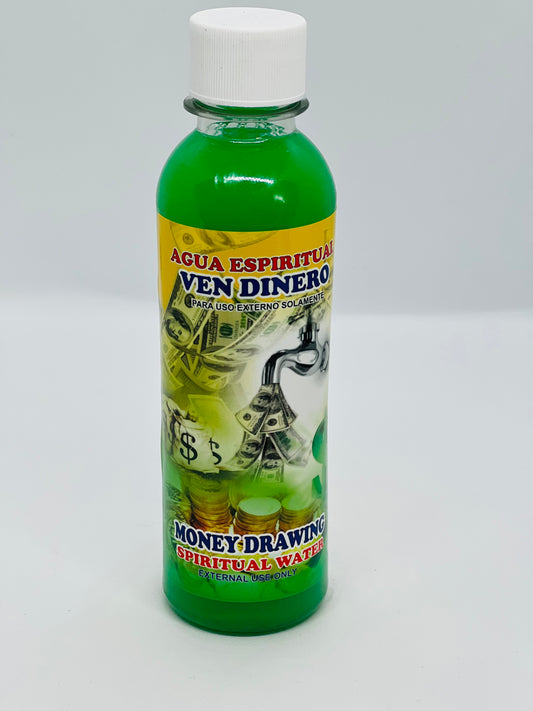 AGUA ESPIRITUAL
VEN DINERO
PARA USO EXTERNO SOLAMENTE
$ $
MONEY DRAWING
SPIRITUAL WATER
EXTERNAL USE ONLY